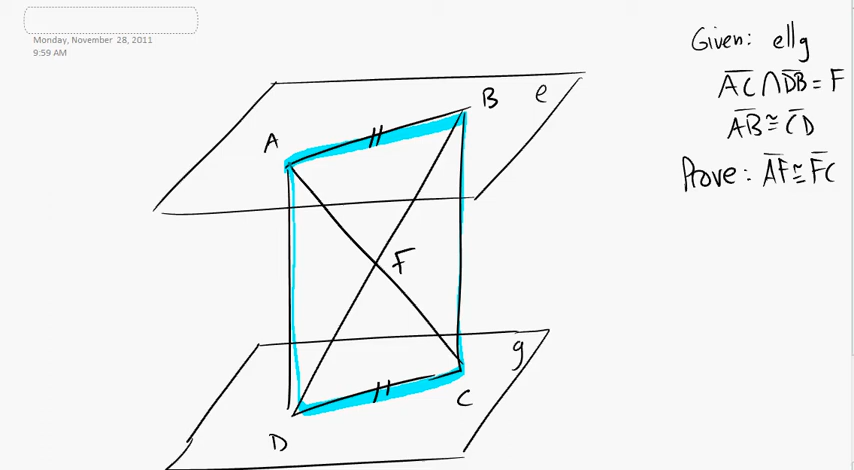 Monday, November 28, 2011
9:59 AM
Given: e||g
AC∩DB = F
AB≅CD
Prove: AF≅FC
B
e
A
F
g
C
D